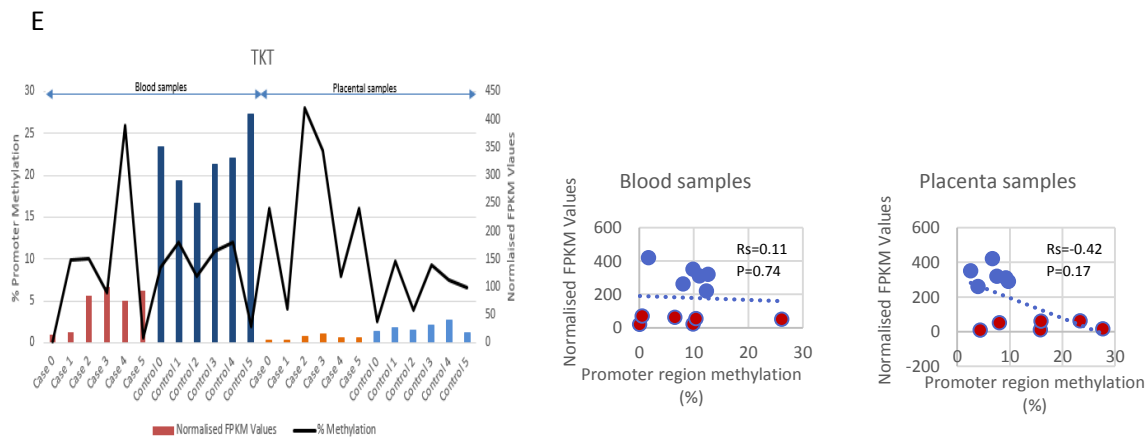 E
TKT
Blood samples
Placental samples
% Promoter Methylation
30
25
20
15
10
5
0
450
400
350
300
250
200
150
100
50
0
Normlaised FPKM Vlaues
Case 0
Case 1
Case 2
Case 3
Case 4
Case 5
Control 0
Control 1
Control 2
Control 3
Control 4
Control 5
Case 0
Case 1
Case 2
Case 3
Case 4
Case 5
Control 0
Control 1
Control 2
Control 3
Control 4
Control 5
Normalised FPKM Values
% Methylation
Blood samples
Normalised FPKM Values
600
400
200
0
Rs=0.11
P=0.74
0 10 20 30
Promoter region methylation
(%)
Placenta samples
Normalised FPKM Values
600
400
200
0
-200
Rs=-0.42
P=0.17
0 10 20 30
Promoter region methylation
(%)